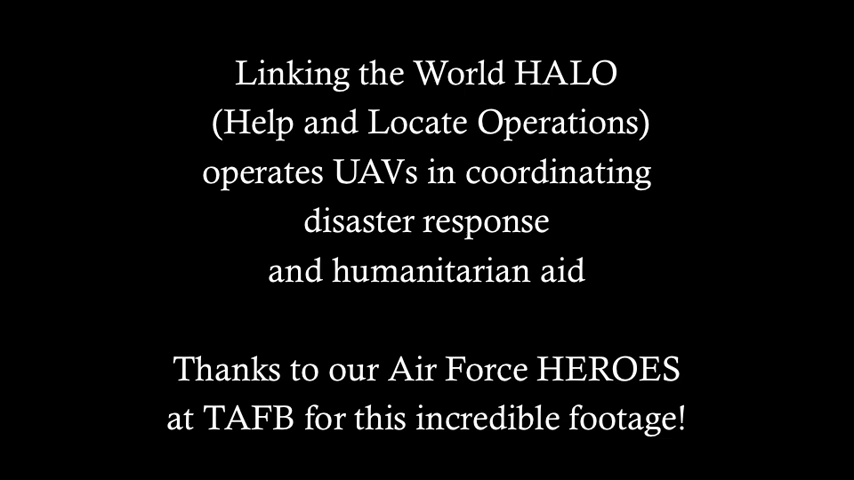 Linking the World HALO
(Help and Locate Operations)
operates UAVs in coordinating
disaster response
and humanitarian aid
Thanks to our Air Force HEROES
at TAFB for this incredible footage!